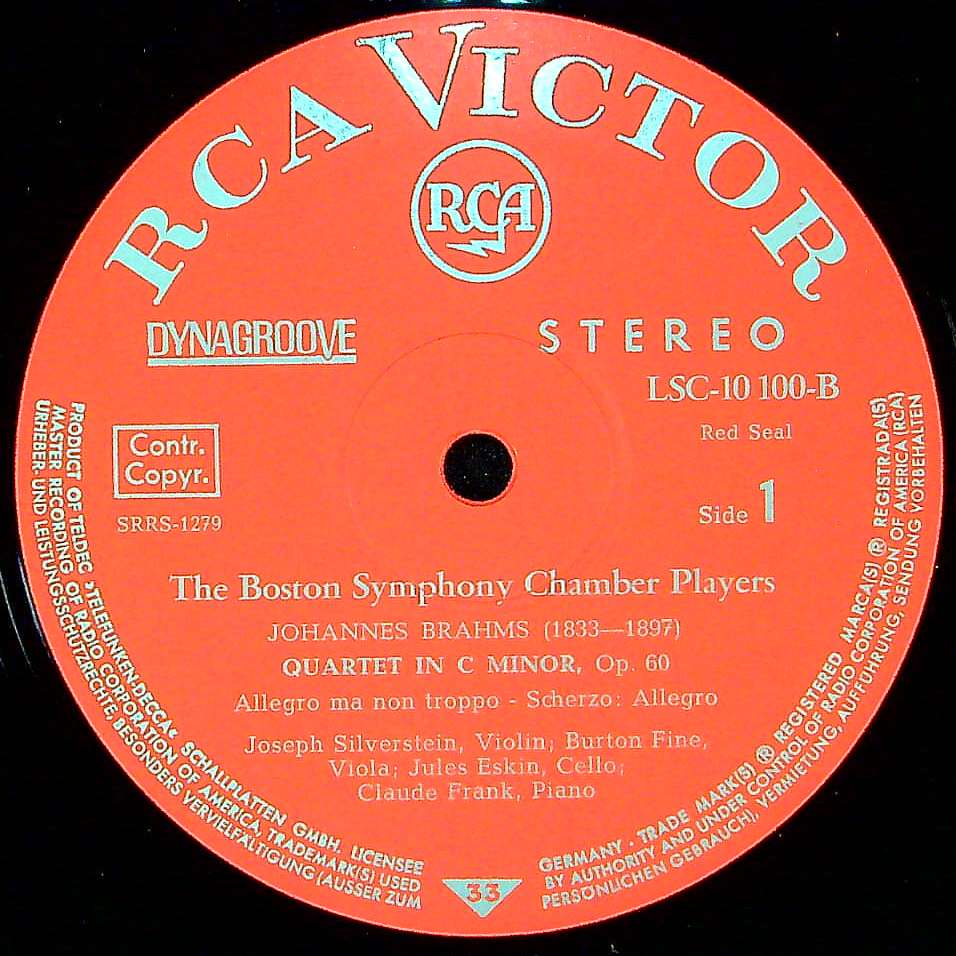 RCA VICTOR
RCA
DYNAGROOVE
STEREO
LSC-10 100-B
Red Seal
Contr.
Copyr.
SRRS-1279
Side 1
The Boston Symphony Chamber Players
JOHANNES BRAHMS (1833—1897)
QUARTET IN C MINOR, Op. 60
Allegro ma non troppo - Scherzo: Allegro
Joseph Silverstein, Violin; Burton Fine,
Viola; Jules Eskin, Cello;
Claude Frank, Piano
PRODUCT OF TELDEC »TELEFUNKEN-DECCA« SCHALLPLATTEN GMBH. LICENSEE
MASTER RECORDING OF RADIO CORPORATION OF AMERICA, TRADEMARK(S) USED
URHEBER- UND LEISTUNGSSCHUTZRECHTE, BESONDERS VERVIELFÄLTIGUNG (AUSSER ZUM
33
GERMANY · TRADE MARK(S) ® REGISTERED MARCA(S) ® REGISTRADA(S)
BY AUTHORITY AND UNDER CONTROL OF RADIO CORPORATION OF AMERICA (RCA)
PERSÖNLICHEN GEBRAUCH), VERMIETUNG, AUFFÜHRUNG, SENDUNG VORBEHALTEN